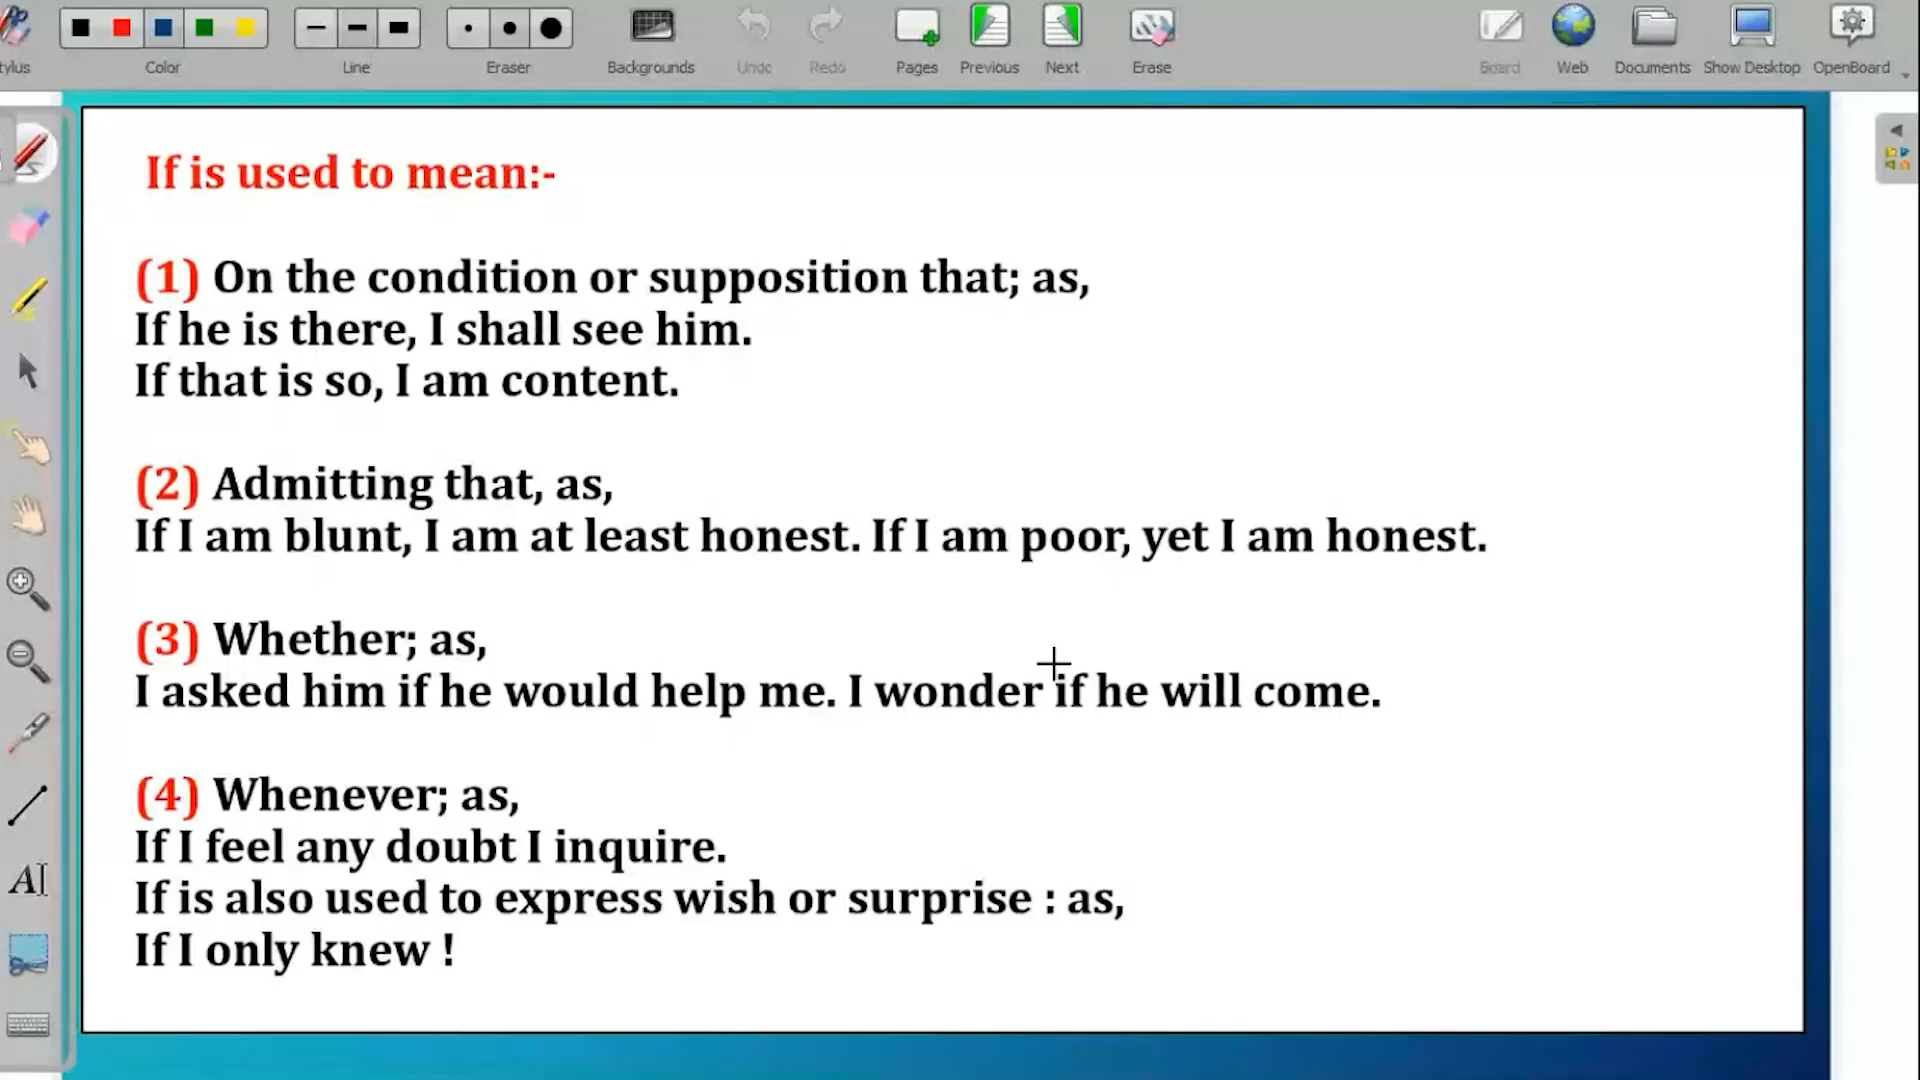 tylus Color Line Eraser Backgrounds Undo Redo Pages Previous Next Erase Board Web Documents Show Desktop OpenBoard
If is used to mean:-
(1) On the condition or supposition that; as,
If he is there, I shall see him.
If that is so, I am content.
(2) Admitting that, as,
If I am blunt, I am at least honest. If I am poor, yet I am honest.
(3) Whether; as,
I asked him if he would help me. I wonder if he will come.
(4) Whenever; as,
If I feel any doubt I inquire.
If is also used to express wish or surprise : as,
If I only knew !
AI